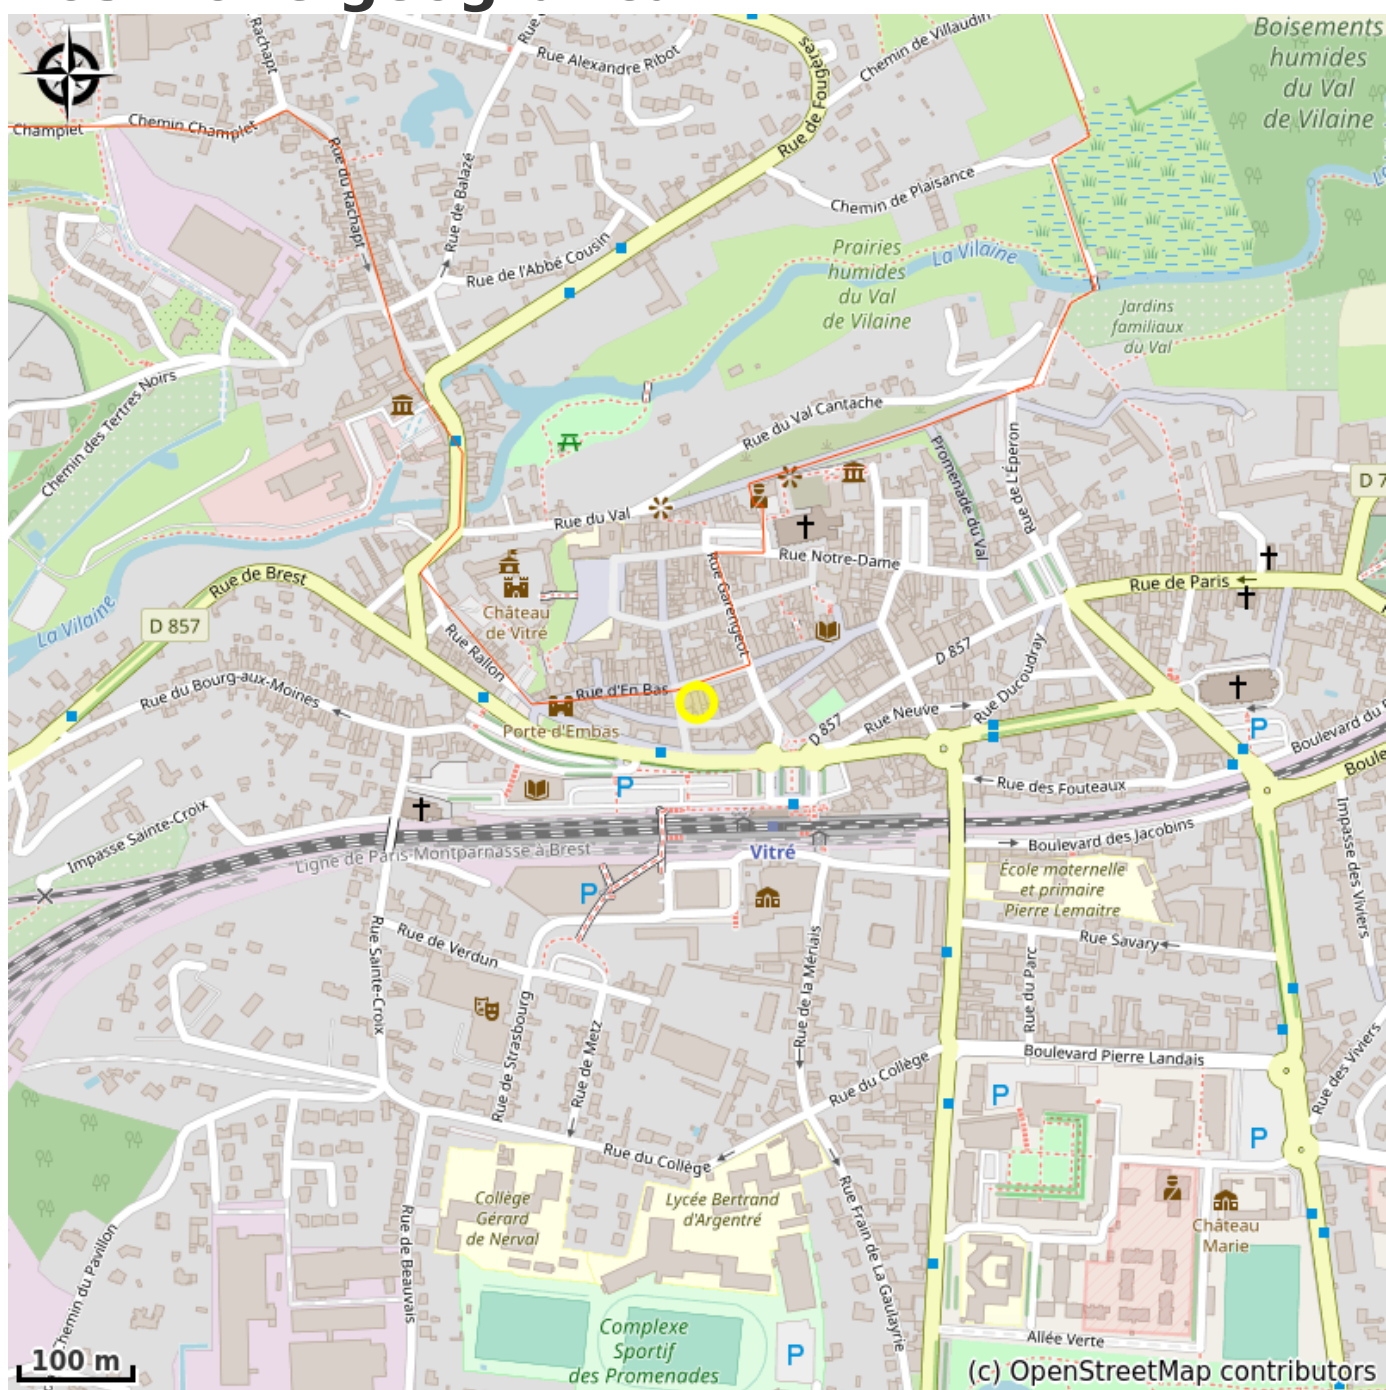 Rachapt
Rue
Rue Alexandre Ribot
Rue de Fougères
Chemin de Villaudin
Boisements
humides
du Val
de Vilaine
Champlet
Chemin Champlet
Rue du Rachapt
Rue de Balazé
Chemin de Plaisance
Rue de l'Abbé Cousin
Prairies
humides
du Val
de Vilaine
La Vilaine
Jardins
familiaux
du Val
Chemin des Tertres Noirs
Rue du Val Cantache
Promenade du Val
Rue de L'Éperon
D 7
Rue du Val
Rue Notre-Dame
Rue Garengeot
Rue de Brest
Rue de Paris
La Vilaine
D 857
Château
de Vitré
Rue Rallon
D 857
Rue Ducoudray
Rue du Bourg-aux-Moines
Rue d'En Bas
Porte d'Embas
D 857
Rue Neuve
P
Boulevard du
Boule
P
Rue des Fouteaux
Impasse Sainte-Croix
Ligne de Paris-Montparnasse à Brest
Vitré
Boulevard des Jacobins
Impasse des Viviers
P
École maternelle
et primaire
Pierre Lemaitre
Rue Sainte-Croix
Rue de Verdun
Rue de la Mériais
Rue Savary
Rue du Parc
Rue de Strasbourg
Rue de Metz
Boulevard Pierre Landais
Rue du Collège
Rue des Viviers
P
P
Rue du Collège
Collège
Gérard
de Nerval
Lycée Bertrand
d'Argentré
Rue Frain de La Gaulayrie
Château
Marie
Chemin du Pavillon
Rue de Beauvais
Complexe
Sportif
des Promenades
P
Allée Verte
100 m
(c) OpenStreetMap contributors